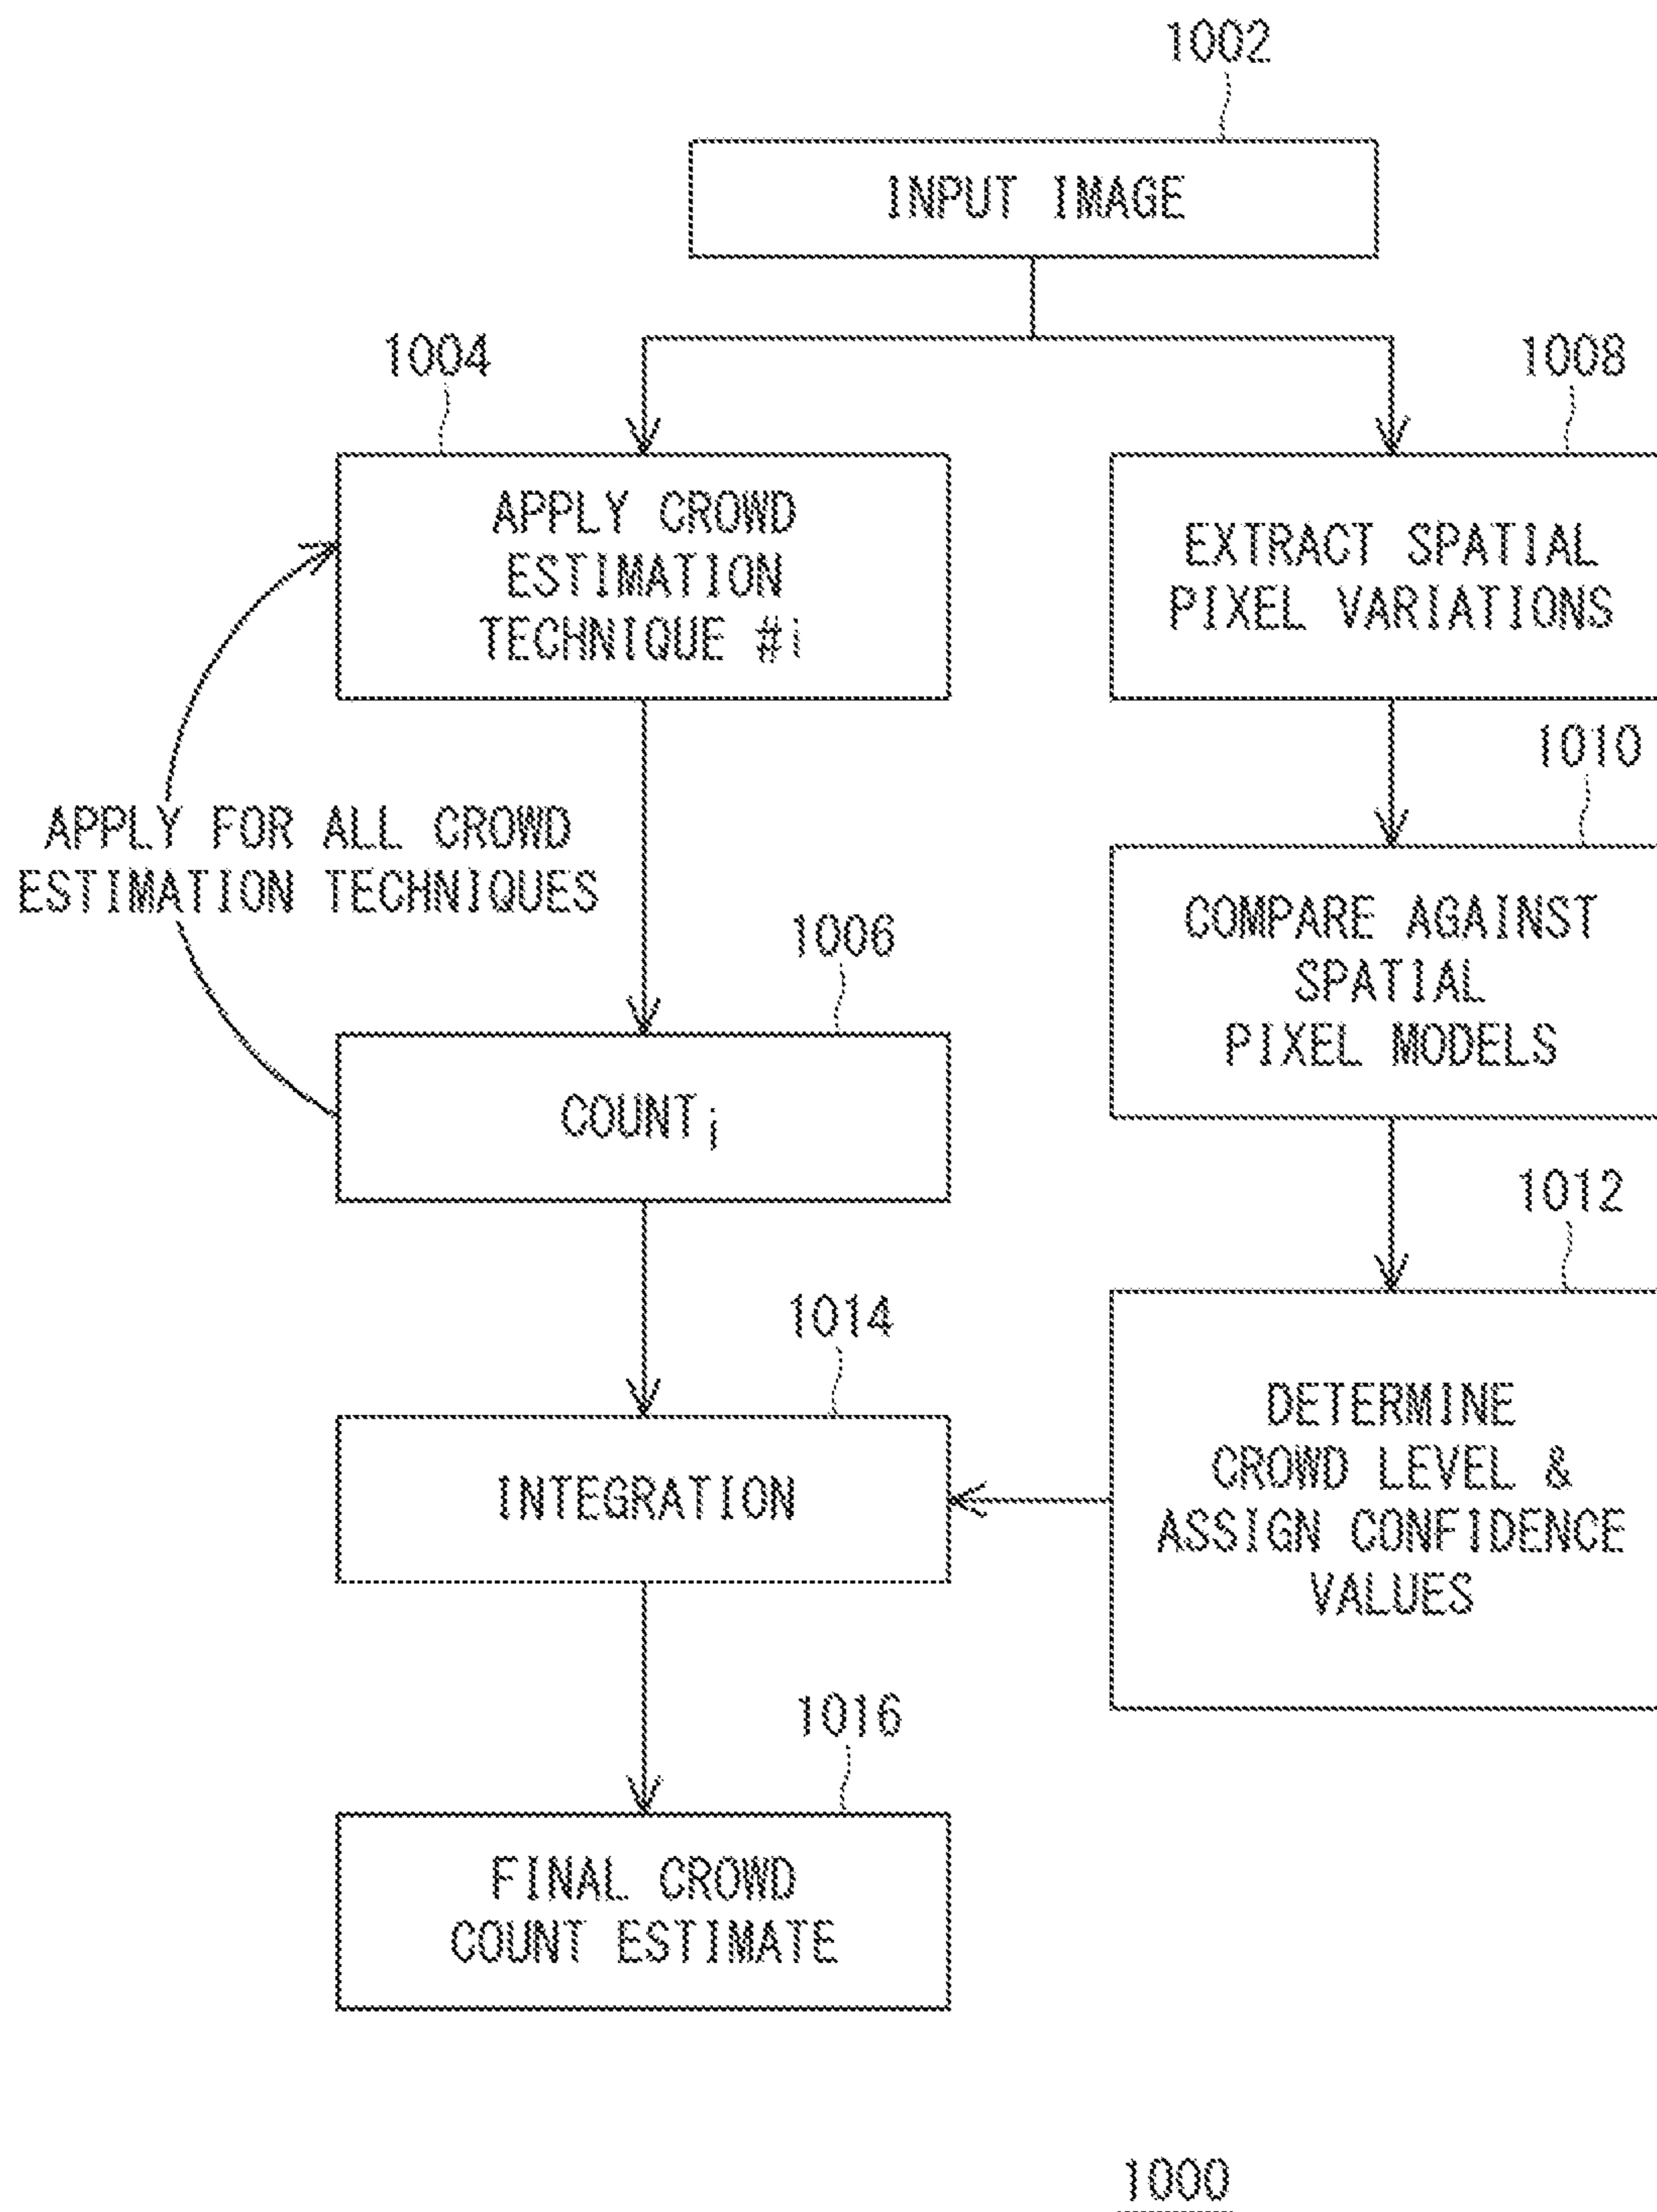 1002
INPUT IMAGE
1004
1008
APPLY CROWD
ESTIMATION
TECHNIQUE #i
EXTRACT SPATIAL
PIXEL VARIATIONS
1010
APPLY FOR ALL CROWD
ESTIMATION TECHNIQUES
1006
COMPARE AGAINST
SPATIAL
PIXEL MODELS
COUNTi
1012
1014
INTEGRATION
DETERMINE
CROWD LEVEL &
ASSIGN CONFIDENCE
VALUES
1016
FINAL CROWD
COUNT ESTIMATE
1000